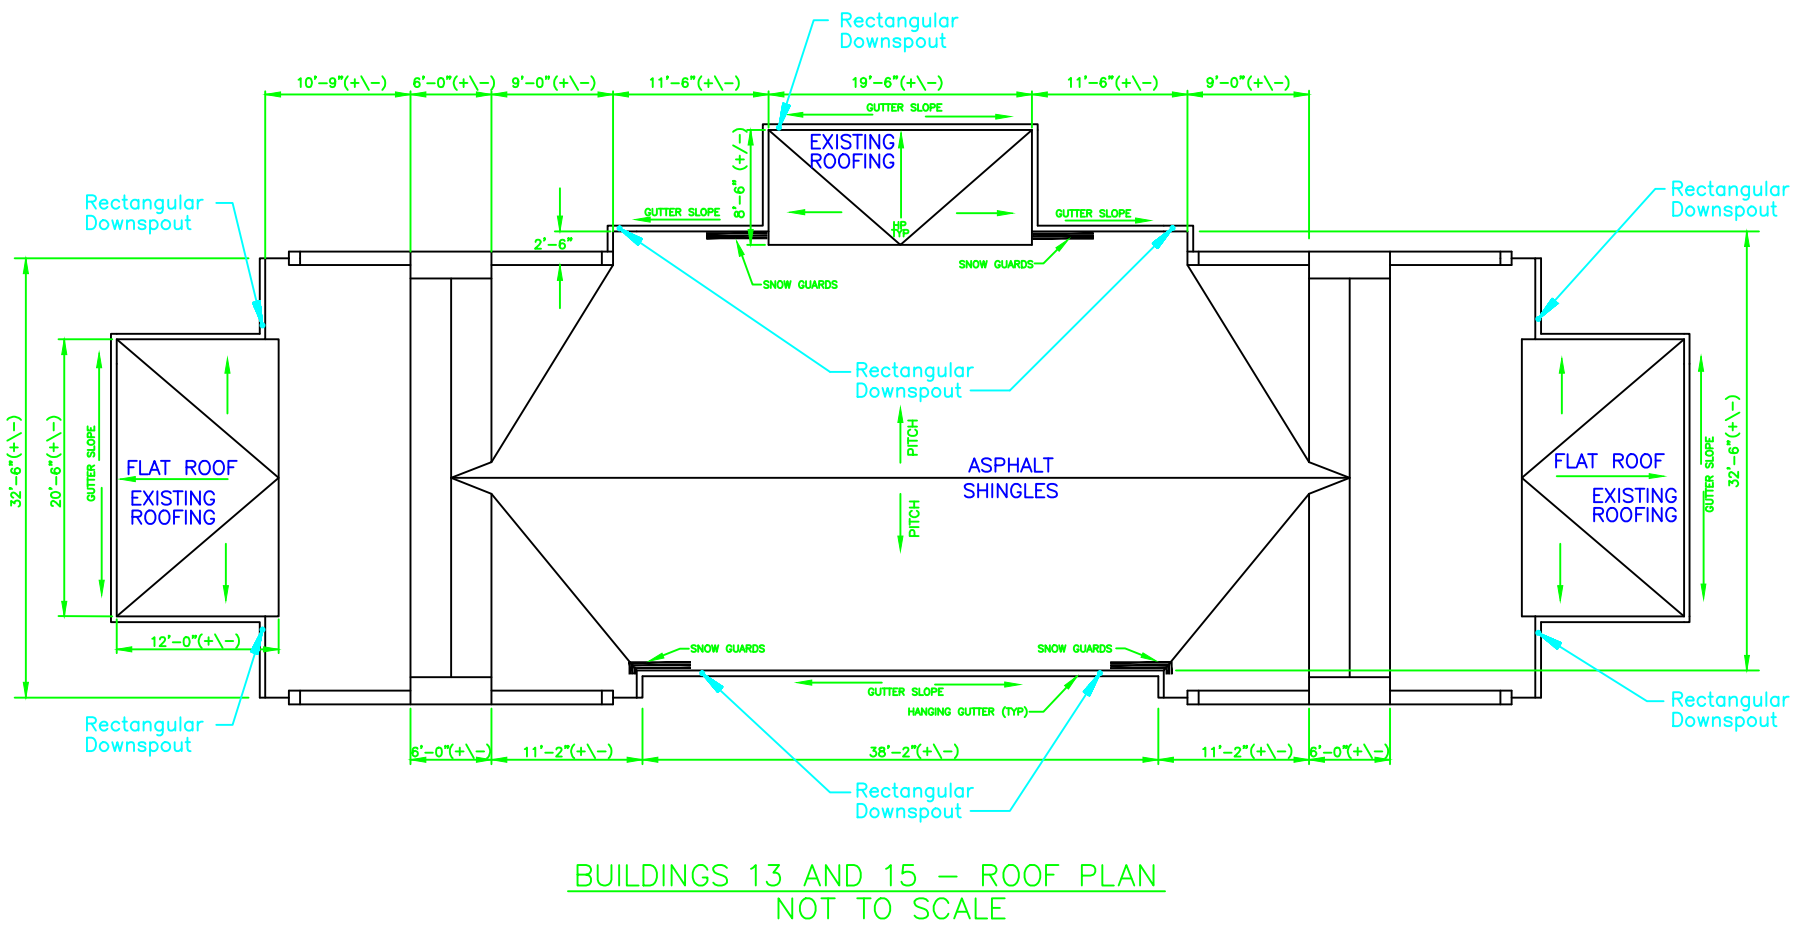 Rectangular
Downspout
10'-9"(+\-)
6'-0"(+\-)
9'-0"(+\-)
11'-6"(+\-)
19'-6"(+\-)
11'-6"(+\-)
9'-0"(+\-)
GUTTER SLOPE
EXISTING
ROOFING
8'-6" (+/-)
Rectangular
Downspout
Rectangular
Downspout
GUTTER SLOPE
GUTTER SLOPE
HP
TYP
2'-6"
SNOW GUARDS
SNOW GUARDS
Rectangular
Downspout
32'-6"(+\-)
20'-6"(+\-)
GUTTER SLOPE
FLAT ROOF
EXISTING
ROOFING
PITCH
ASPHALT
SHINGLES
PITCH
FLAT ROOF
EXISTING
ROOFING
GUTTER SLOPE
32'-6"(+\-)
12'-0"(+\-)
SNOW GUARDS
SNOW GUARDS
GUTTER SLOPE
HANGING GUTTER (TYP)
Rectangular
Downspout
Rectangular
Downspout
6'-0"(+\-)
11'-2"(+\-)
38'-2"(+\-)
11'-2"(+\-)
6'-0"(+\-)
Rectangular
Downspout
BUILDINGS 13 AND 15 – ROOF PLAN
NOT TO SCALE